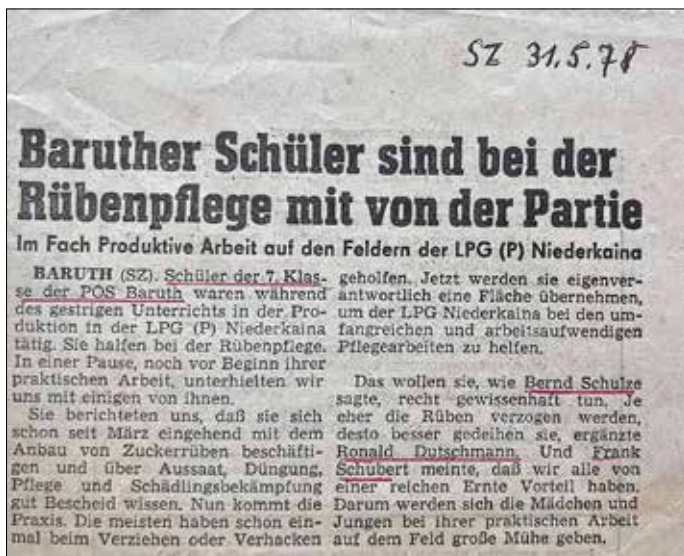 SZ 31.5.78
Baruther Schüler sind bei der
Rübenpflege mit von der Partie
Im Fach Produktive Arbeit auf den Feldern der LPG (P) Niederkaina
BARUTH (SZ). Schüler der 7. Klas-
se der POS Baruth waren während
des gestrigen Unterrichts in der Pro-
duktion in der LPG (P) Niederkaina
tätig. Sie halfen bei der Rübenpflege.
In einer Pause, noch vor Beginn ihrer
praktischen Arbeit, unterhielten wir
uns mit einigen von ihnen.
Sie berichteten uns, daß sie sich
schon seit März eingehend mit dem
Anbau von Zuckerrüben beschäfti-
gen und über Aussaat, Düngung,
Pflege und Schädlingsbekämpfung
gut Bescheid wissen. Nun kommt die
Praxis. Die meisten haben schon ein-
mal beim Verziehen oder Verhacken
geholfen. Jetzt werden sie eigenver-
antwortlich eine Fläche übernehmen,
um der LPG Niederkaina bei den um-
fangreichen und arbeitsaufwendigen
Pflegearbeiten zu helfen.
Das wollen sie, wie Bernd Schulze
sagte, recht gewissenhaft tun. Je
eher die Rüben verzogen werden,
desto besser gedeihen sie, ergänzte
Ronald Dutschmann. Und Frank
Schubert meinte, daß wir alle von
einer reichen Ernte Vorteil haben.
Darum werden sich die Mädchen und
Jungen bei ihrer praktischen Arbeit
auf dem Feld große Mühe geben.